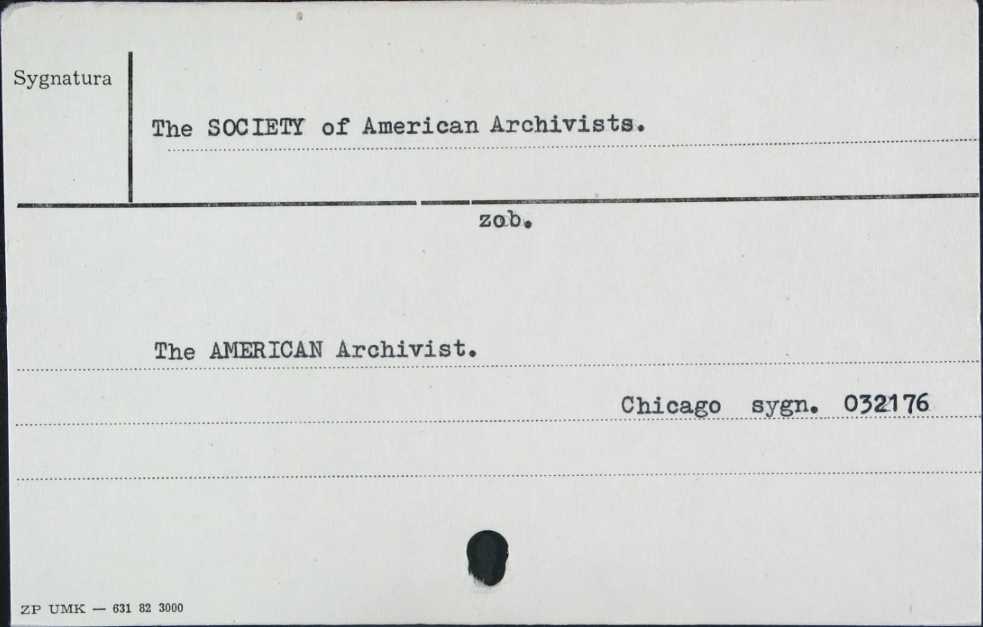 Sygnatura
The SOCIETY of American Archivists.
zob.
The AMERICAN Archivist.
Chicago sygn. 032176
ZP UMK — 631 82 3000